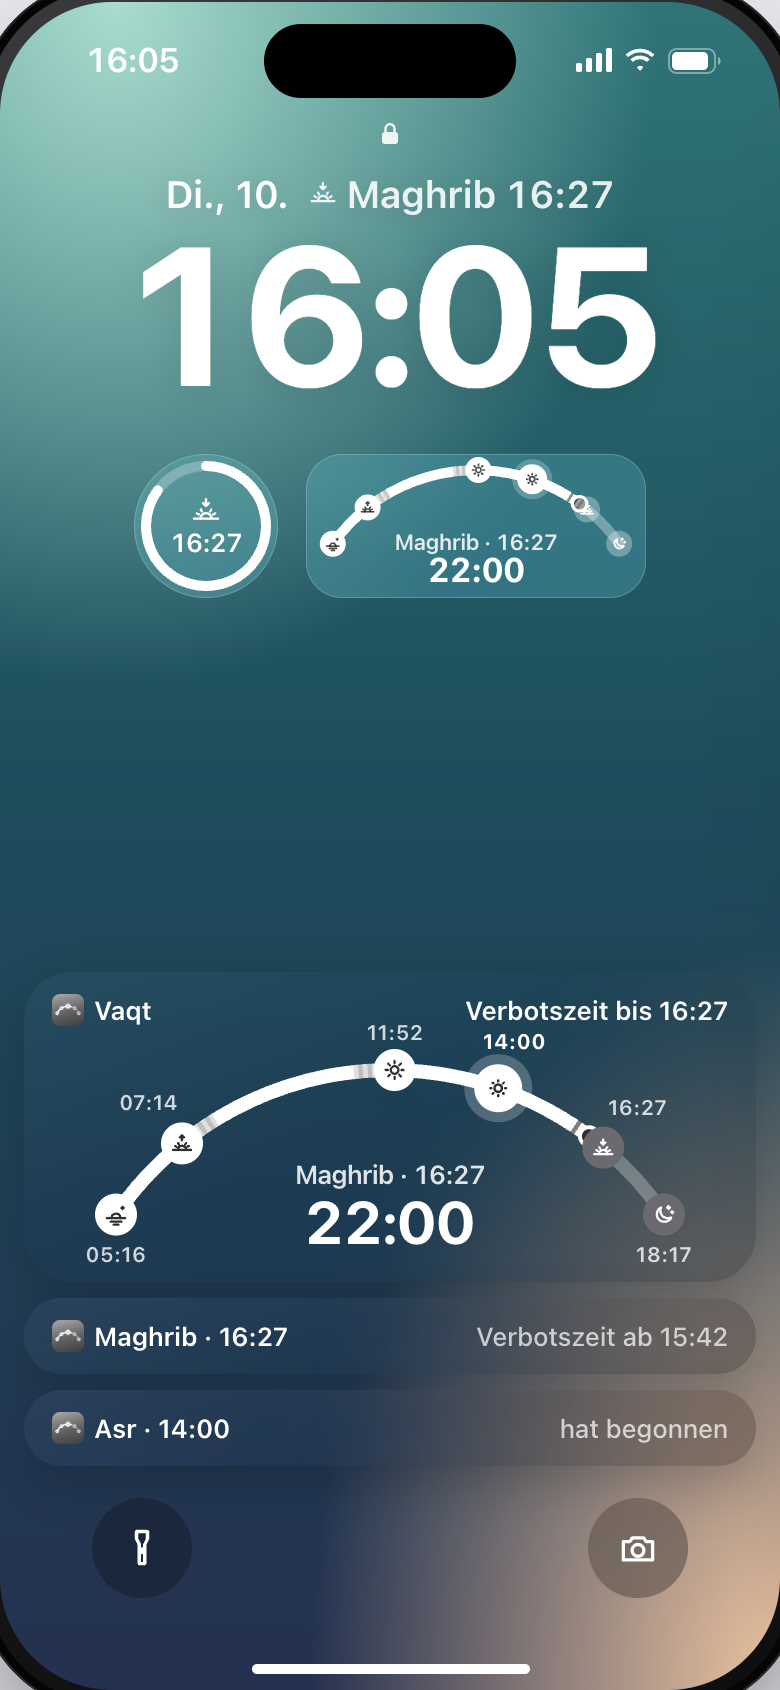 16:05
Di., 10. Maghrib 16:27
16:05
16:27
Maghrib · 16:27
22:00
Vaqt
Verbotszeit bis 16:27
11:52
14:00
07:14
16:27
Maghrib · 16:27
22:00
05:16
18:17
Maghrib · 16:27
Verbotszeit ab 15:42
Asr · 14:00
hat begonnen